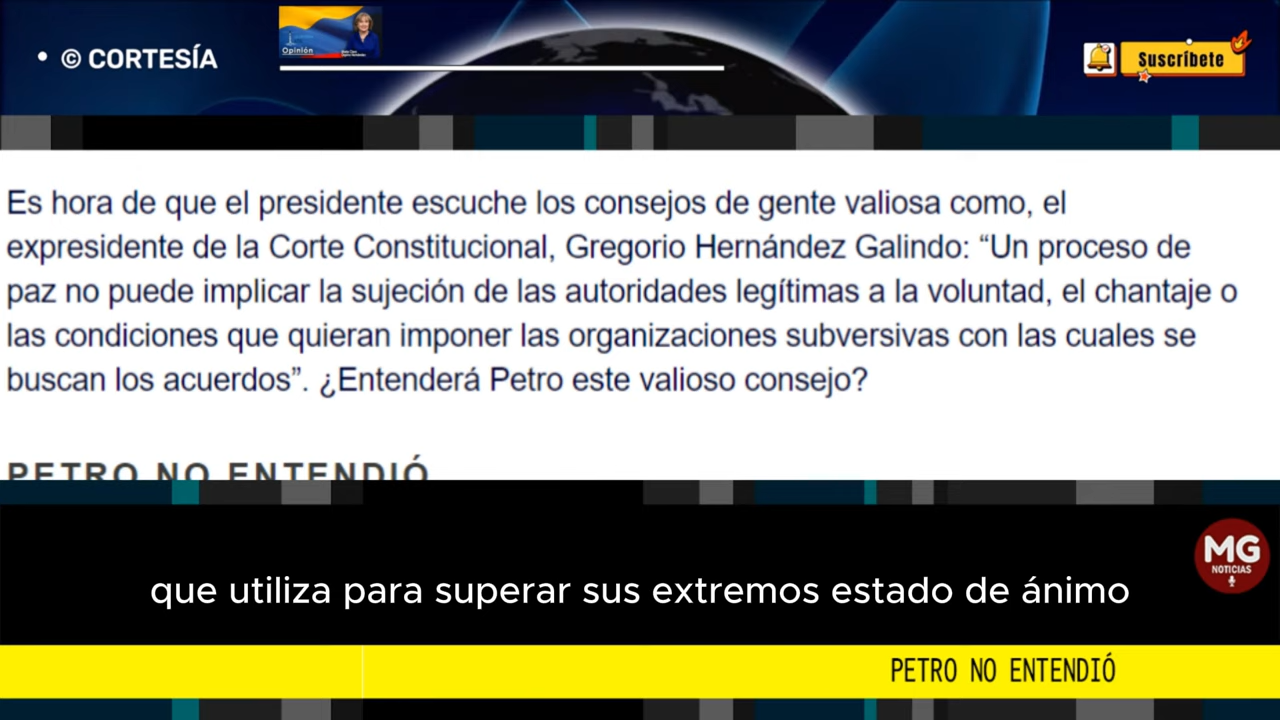 • © CORTESÍA
Opinión
Suscríbete
Es hora de que el presidente escuche los consejos de gente valiosa como, el
expresidente de la Corte Constitucional, Gregorio Hernández Galindo: “Un proceso de
paz no puede implicar la sujeción de las autoridades legítimas a la voluntad, el chantaje o
las condiciones que quieran imponer las organizaciones subversivas con las cuales se
buscan los acuerdos”. ¿Entenderá Petro este valioso consejo?
PETRO NO ENTENDIÓ
MG
NOTICIAS
que utiliza para superar sus extremos estado de ánimo
PETRO NO ENTENDIÓ